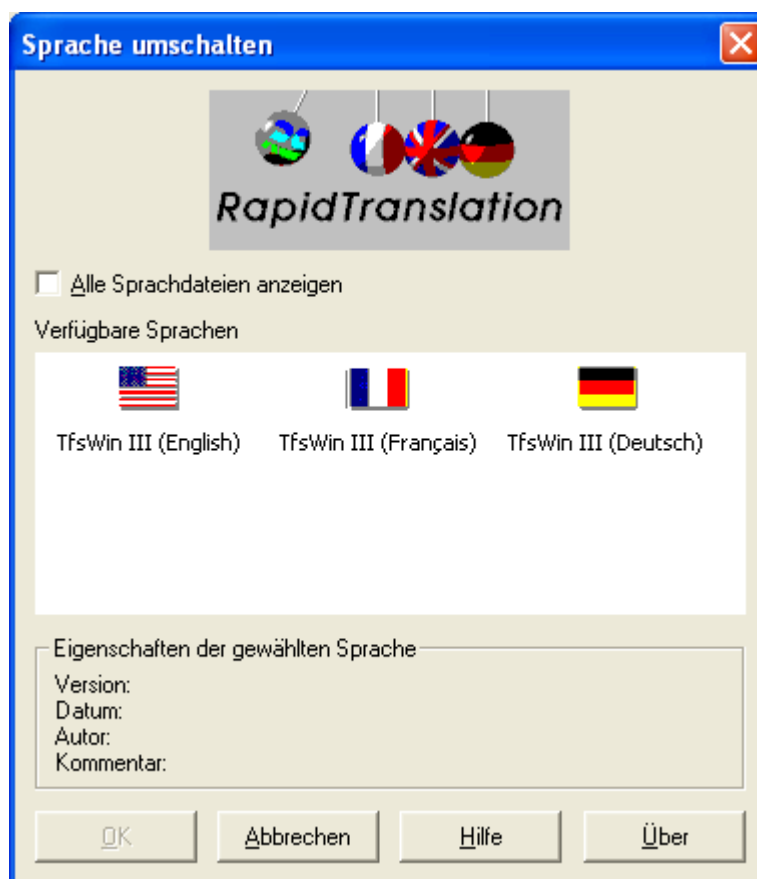 Sprache umschalten
RapidTranslation
Alle Sprachdateien anzeigen
Verfügbare Sprachen
TfsWin III (English) TfsWin III (Français) TfsWin III (Deutsch)
Eigenschaften der gewählten Sprache
Version:
Datum:
Autor:
Kommentar:
OK Abbrechen Hilfe Über